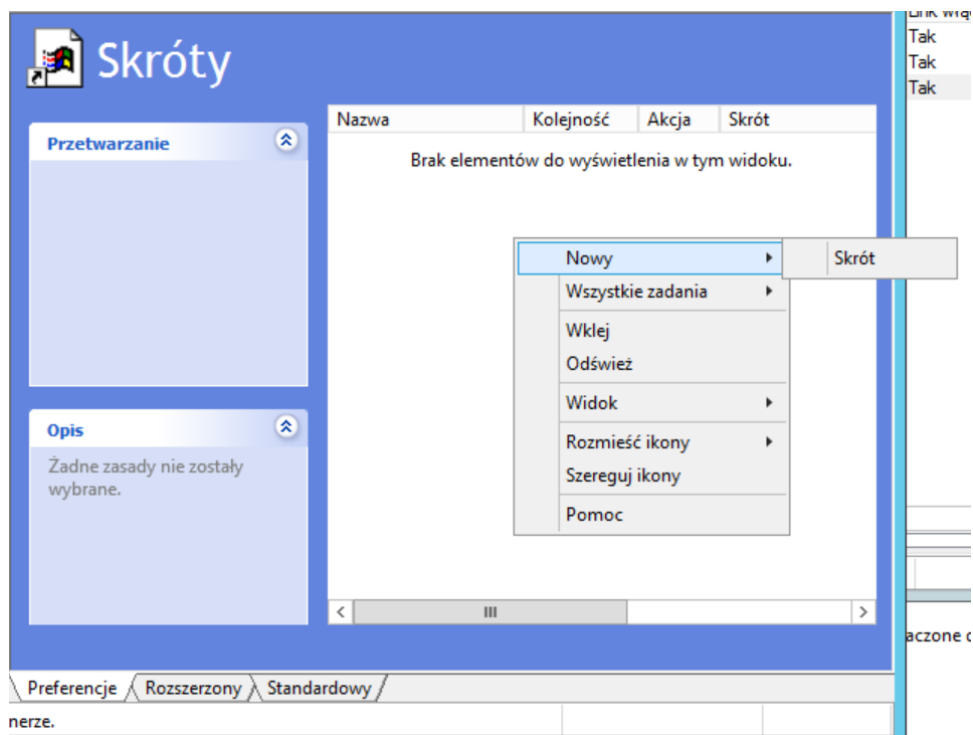 Skróty
Przetwarzanie
Opis
Żadne zasady nie zostały
wybrane.
Nazwa Kolejność Akcja Skrót
Brak elementów do wyświetlenia w tym widoku.
Nowy
Skrót
Wszystkie zadania
Wklej
Odśwież
Widok
Rozmieść ikony
Szereguj ikony
Pomoc
Preferencje Rozszerzony Standardowy
nerze.
Tak
Tak
Tak
aczone